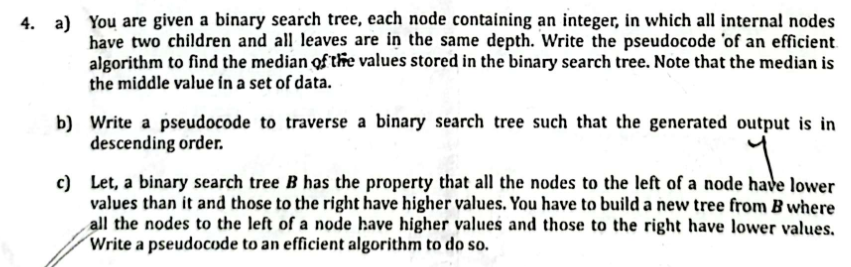 4. a) You are given a binary search tree, each node containing an integer, in which all internal nodes
have two children and all leaves are in the same depth. Write the pseudocode of an efficient
algorithm to find the median of the values stored in the binary search tree. Note that the median is
the middle value in a set of data.
b) Write a pseudocode to traverse a binary search tree such that the generated output is in
descending order.
c) Let, a binary search tree B has the property that all the nodes to the left of a node have lower
values than it and those to the right have higher values. You have to build a new tree from B where
all the nodes to the left of a node have higher values and those to the right have lower values.
Write a pseudocode to an efficient algorithm to do so.